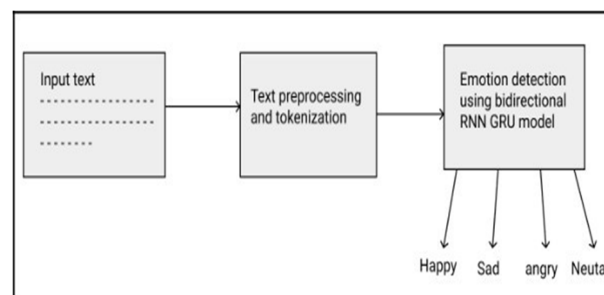 Input text
Text preprocessing
and tokenization
Emotion detection
using bidirectional
RNN GRU model
Happy Sad angry Neuta